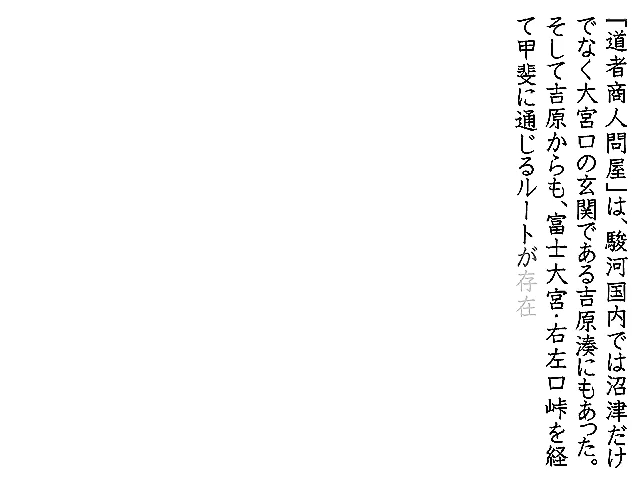 「道者商人問屋」は、駿河国内では沼津だけ
でなく大宮口の玄関である吉原湊にもあった。
そして吉原からも、富士大宮・右左口峠を経
て甲斐に通じるルートが存在